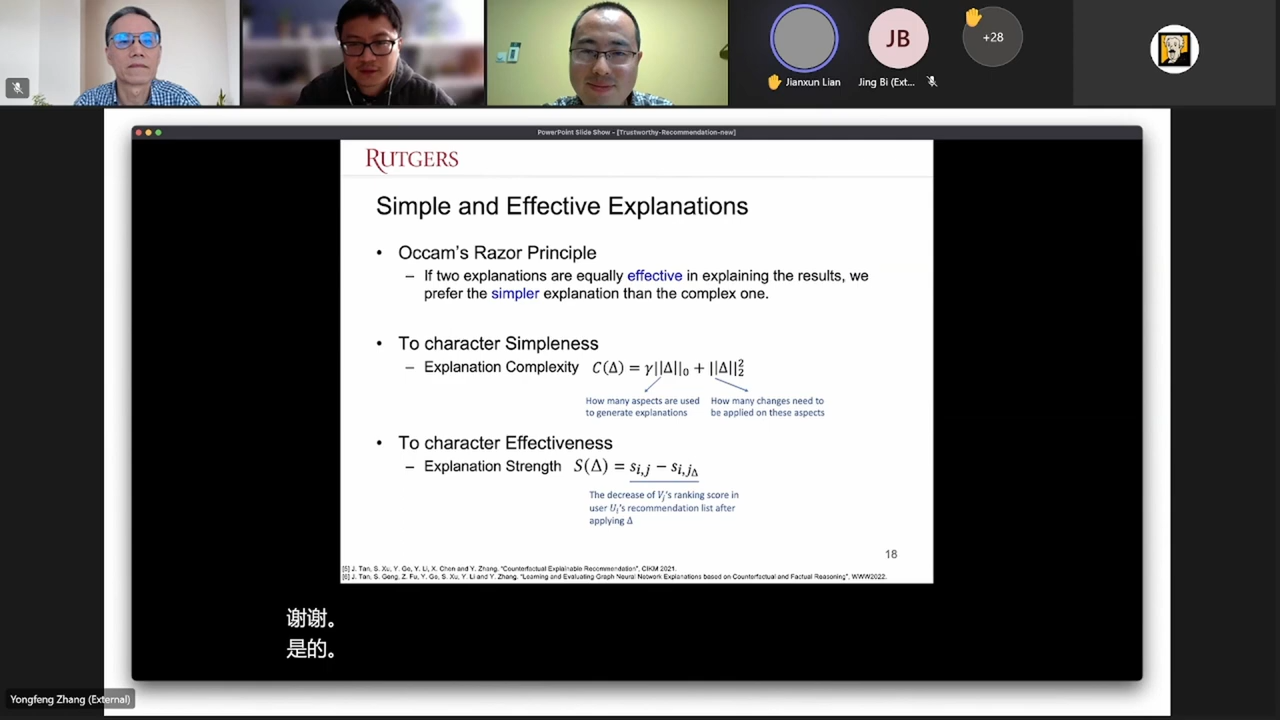 Jianxun Lian
JB
Jing Bi (Ext...
+28
PowerPoint Slide Show - [Trustworthy-Recommendation-new]
RUTGERS
Simple and Effective Explanations
• Occam's Razor Principle
– If two explanations are equally effective in explaining the results, we
prefer the simpler explanation than the complex one.
• To character Simpleness
– Explanation Complexity C(Δ) = γ||Δ||₀ + ||Δ||₂²
How many aspects are used
to generate explanations
How many changes need to
be applied on these aspects
• To character Effectiveness
– Explanation Strength S(Δ) = s_{i,j} − s_{i,j_Δ}
The decrease of V_j's ranking score in
user U_i's recommendation list after
applying Δ
18
[5] J. Tan, S. Xu, Y. Ge, Y. Li, X. Chen and Y. Zhang. "Counterfactual Explainable Recommendation", CIKM 2021.
[6] J. Tan, S. Geng, Z. Fu, Y. Ge, S. Xu, Y. Li and Y. Zhang. "Learning and Evaluating Graph Neural Network Explanations based on Counterfactual and Factual Reasoning", WWW2022.
谢谢。
是的。
Yongfeng Zhang (External)